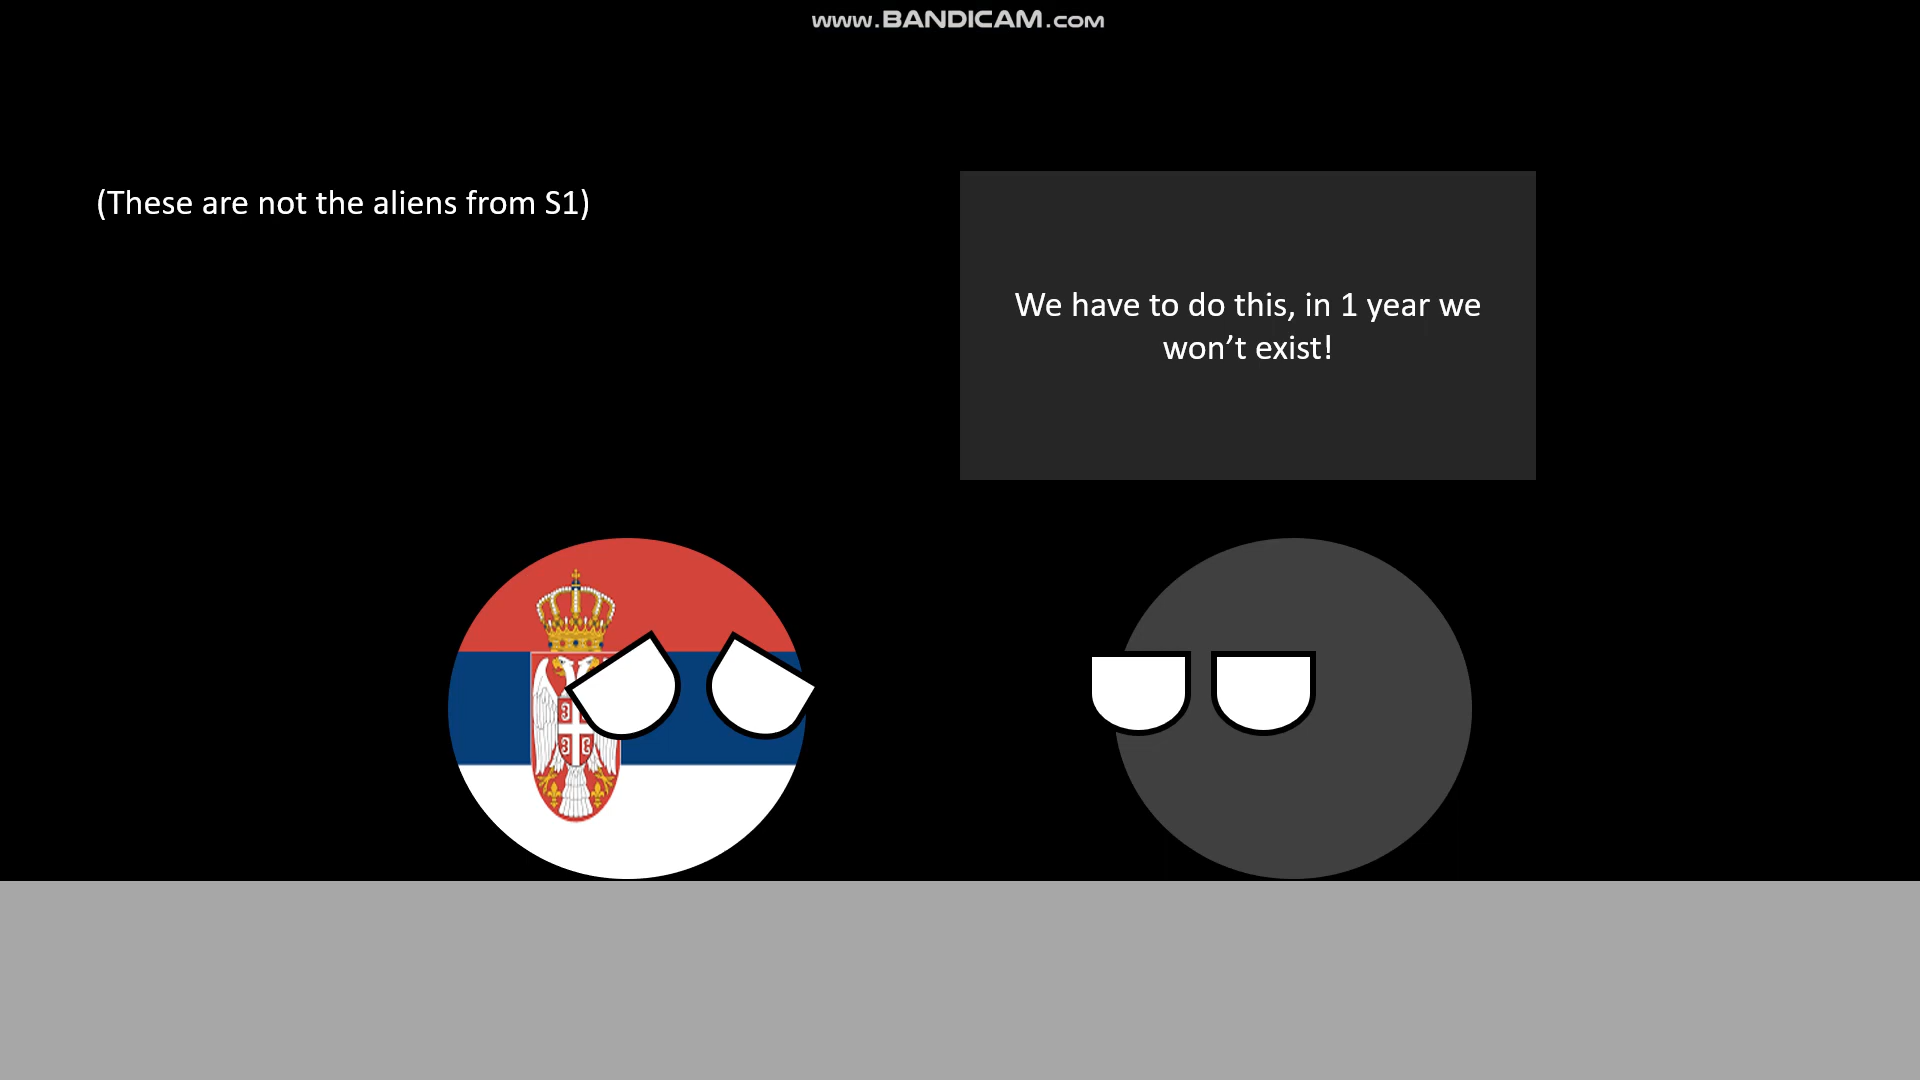 www.BANDICAM.com
(These are not the aliens from S1)
We have to do this, in 1 year we
won’t exist!